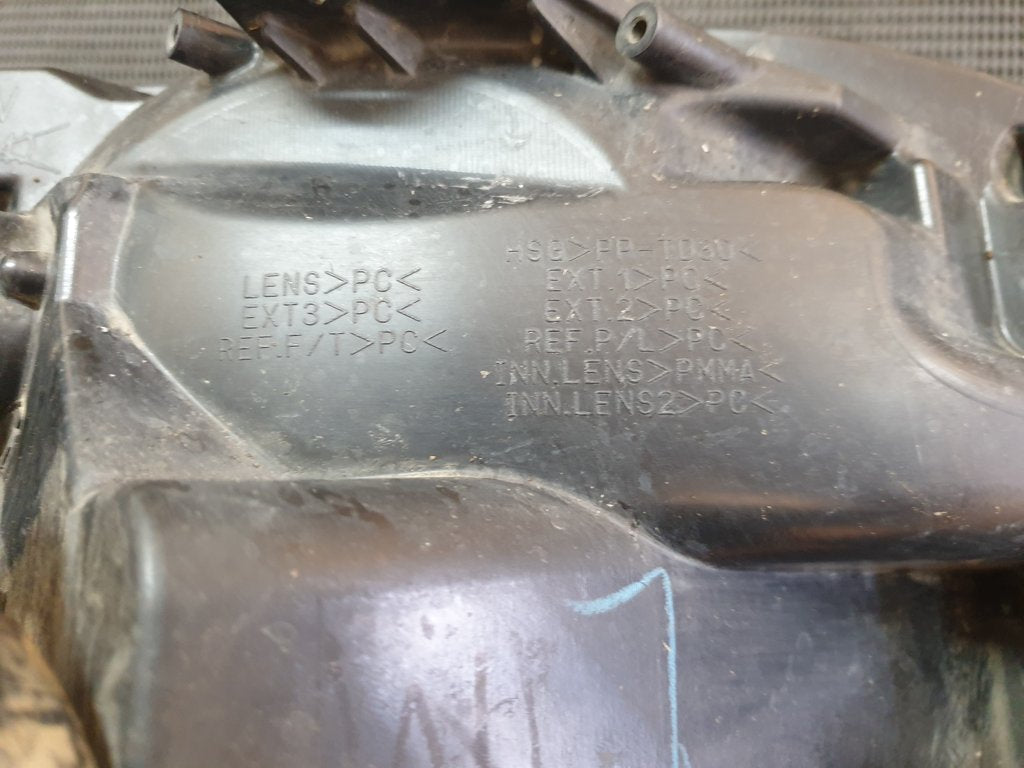 LENS>PC<
EXT3>PC<
REF.F/T>PC<
HSG>PP-TD30<
EXT.1>PC<
EXT.2>PC<
REF.P/L>PC<
INN.LENS>PMMA<
INN.LENS2>PC<